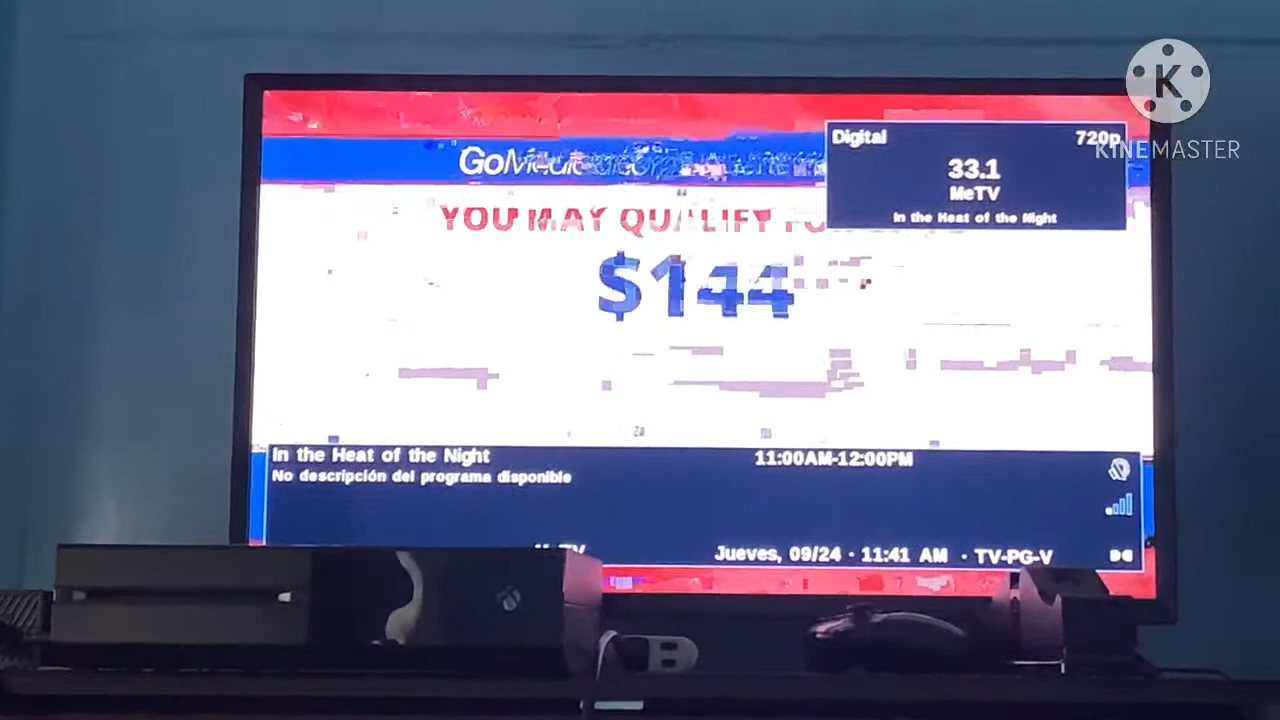 Digital
720p
33.1
MeTV
In the Heat of the Night
KINEMASTER
K
Go
YOU MAY QUALIFY
$144
In the Heat of the Night
11:00AM-12:00PM
No descripción del programa disponible
Jueves, 09/24 · 11:41 AM · TV-PG-V